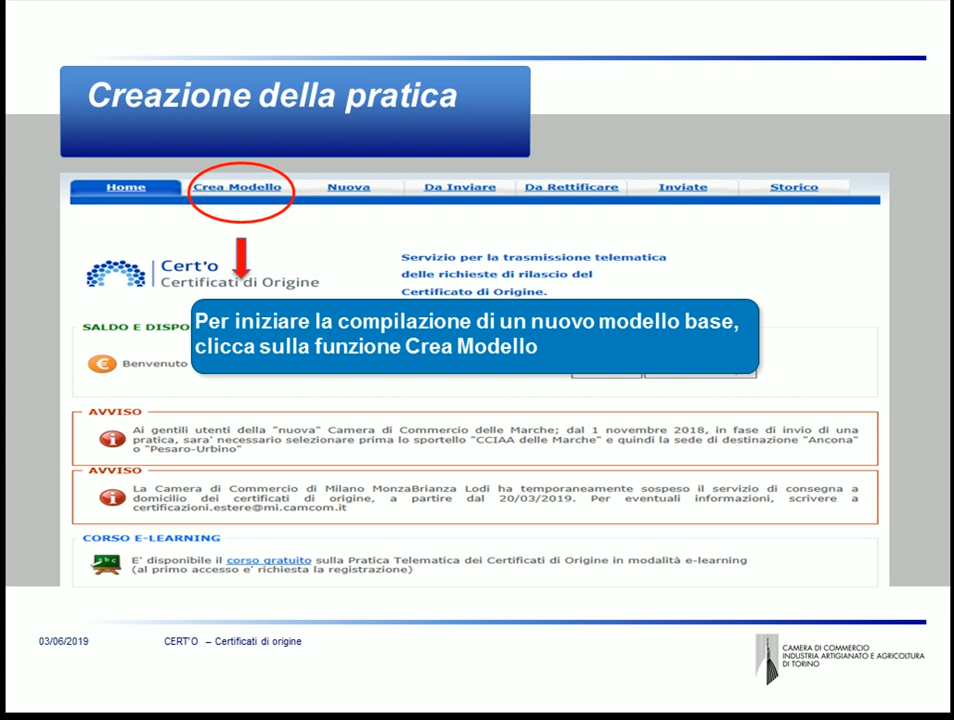 Creazione della pratica
Home Crea Modello Nuova Da Inviare Da Rettificare Inviate Storico
Cert'o
Certificati di Origine
Servizio per la trasmissione telematica
delle richieste di rilascio del
Certificato di Origine.
SALDO E DISPO
Per iniziare la compilazione di un nuovo modello base,
clicca sulla funzione Crea Modello
Benvenuto
AVVISO
Ai gentili utenti della "nuova" Camera di Commercio delle Marche; dal 1 novembre 2018, in fase di invio di una
pratica, sara' necessario selezionare prima lo sportello "CCIAA delle Marche" e quindi la sede di destinazione "Ancona"
o "Pesaro-Urbino"
AVVISO
La Camera di Commercio di Milano MonzaBrianza Lodi ha temporaneamente sospeso il servizio di consegna a
domicilio dei certificati di origine, a partire dal 20/03/2019. Per eventuali informazioni, scrivere a
certificazioni.estere@mi.camcom.it
CORSO E-LEARNING
abc
E' disponibile il corso gratuito sulla Pratica Telematica dei Certificati di Origine in modalità e-learning
(al primo accesso e' richiesta la registrazione)
03/06/2019 CERT'O – Certificati di origine
CAMERA DI COMMERCIO
INDUSTRIA ARTIGIANATO E AGRICOLTURA
DI TORINO